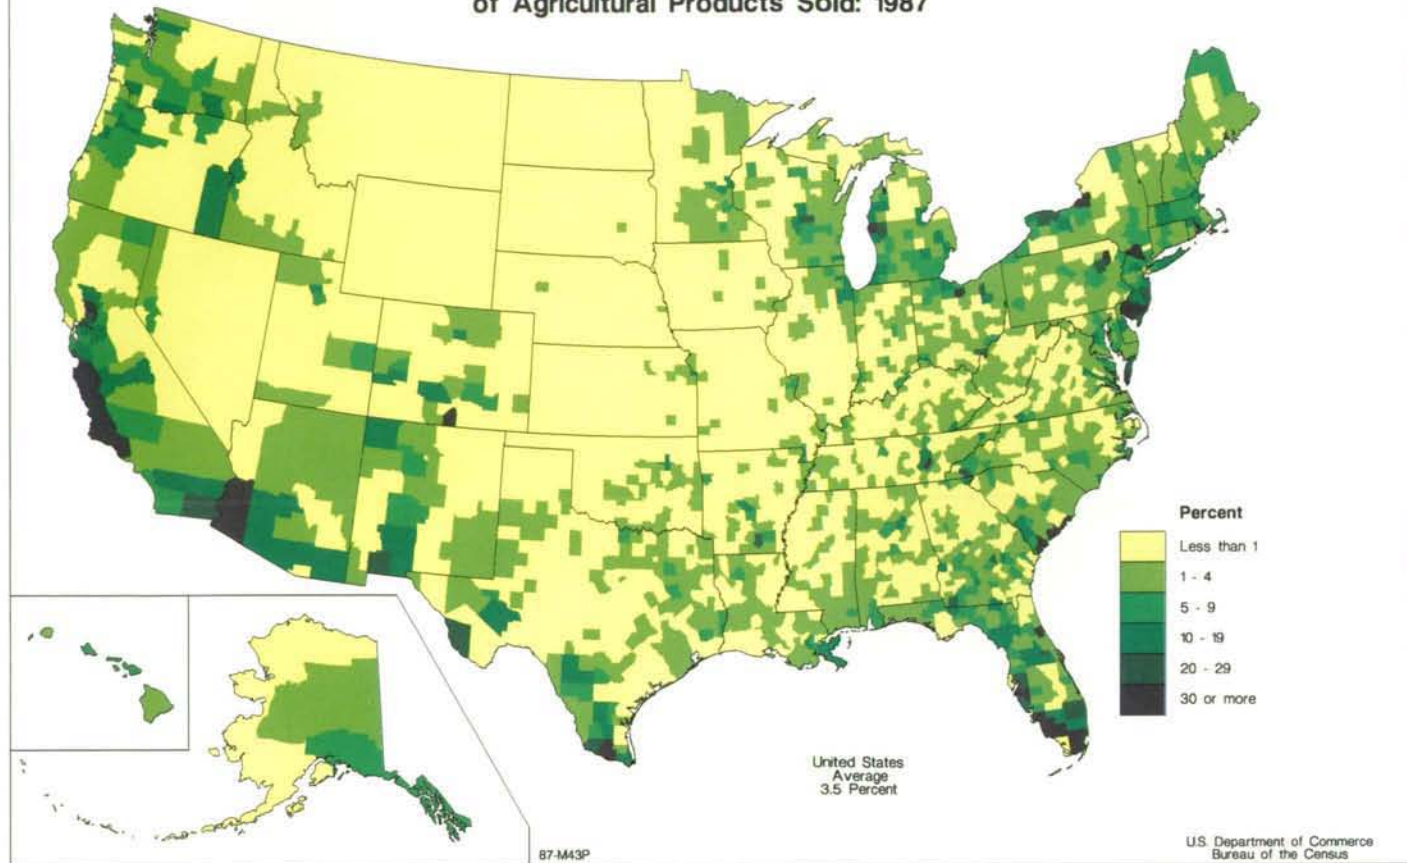 of Agricultural Products Sold: 1987
Percent
Less than 1
1 - 4
5 - 9
10 - 19
20 - 29
30 or more
United States
Average
3.5 Percent
87-M43P
U.S. Department of Commerce
Bureau of the Census